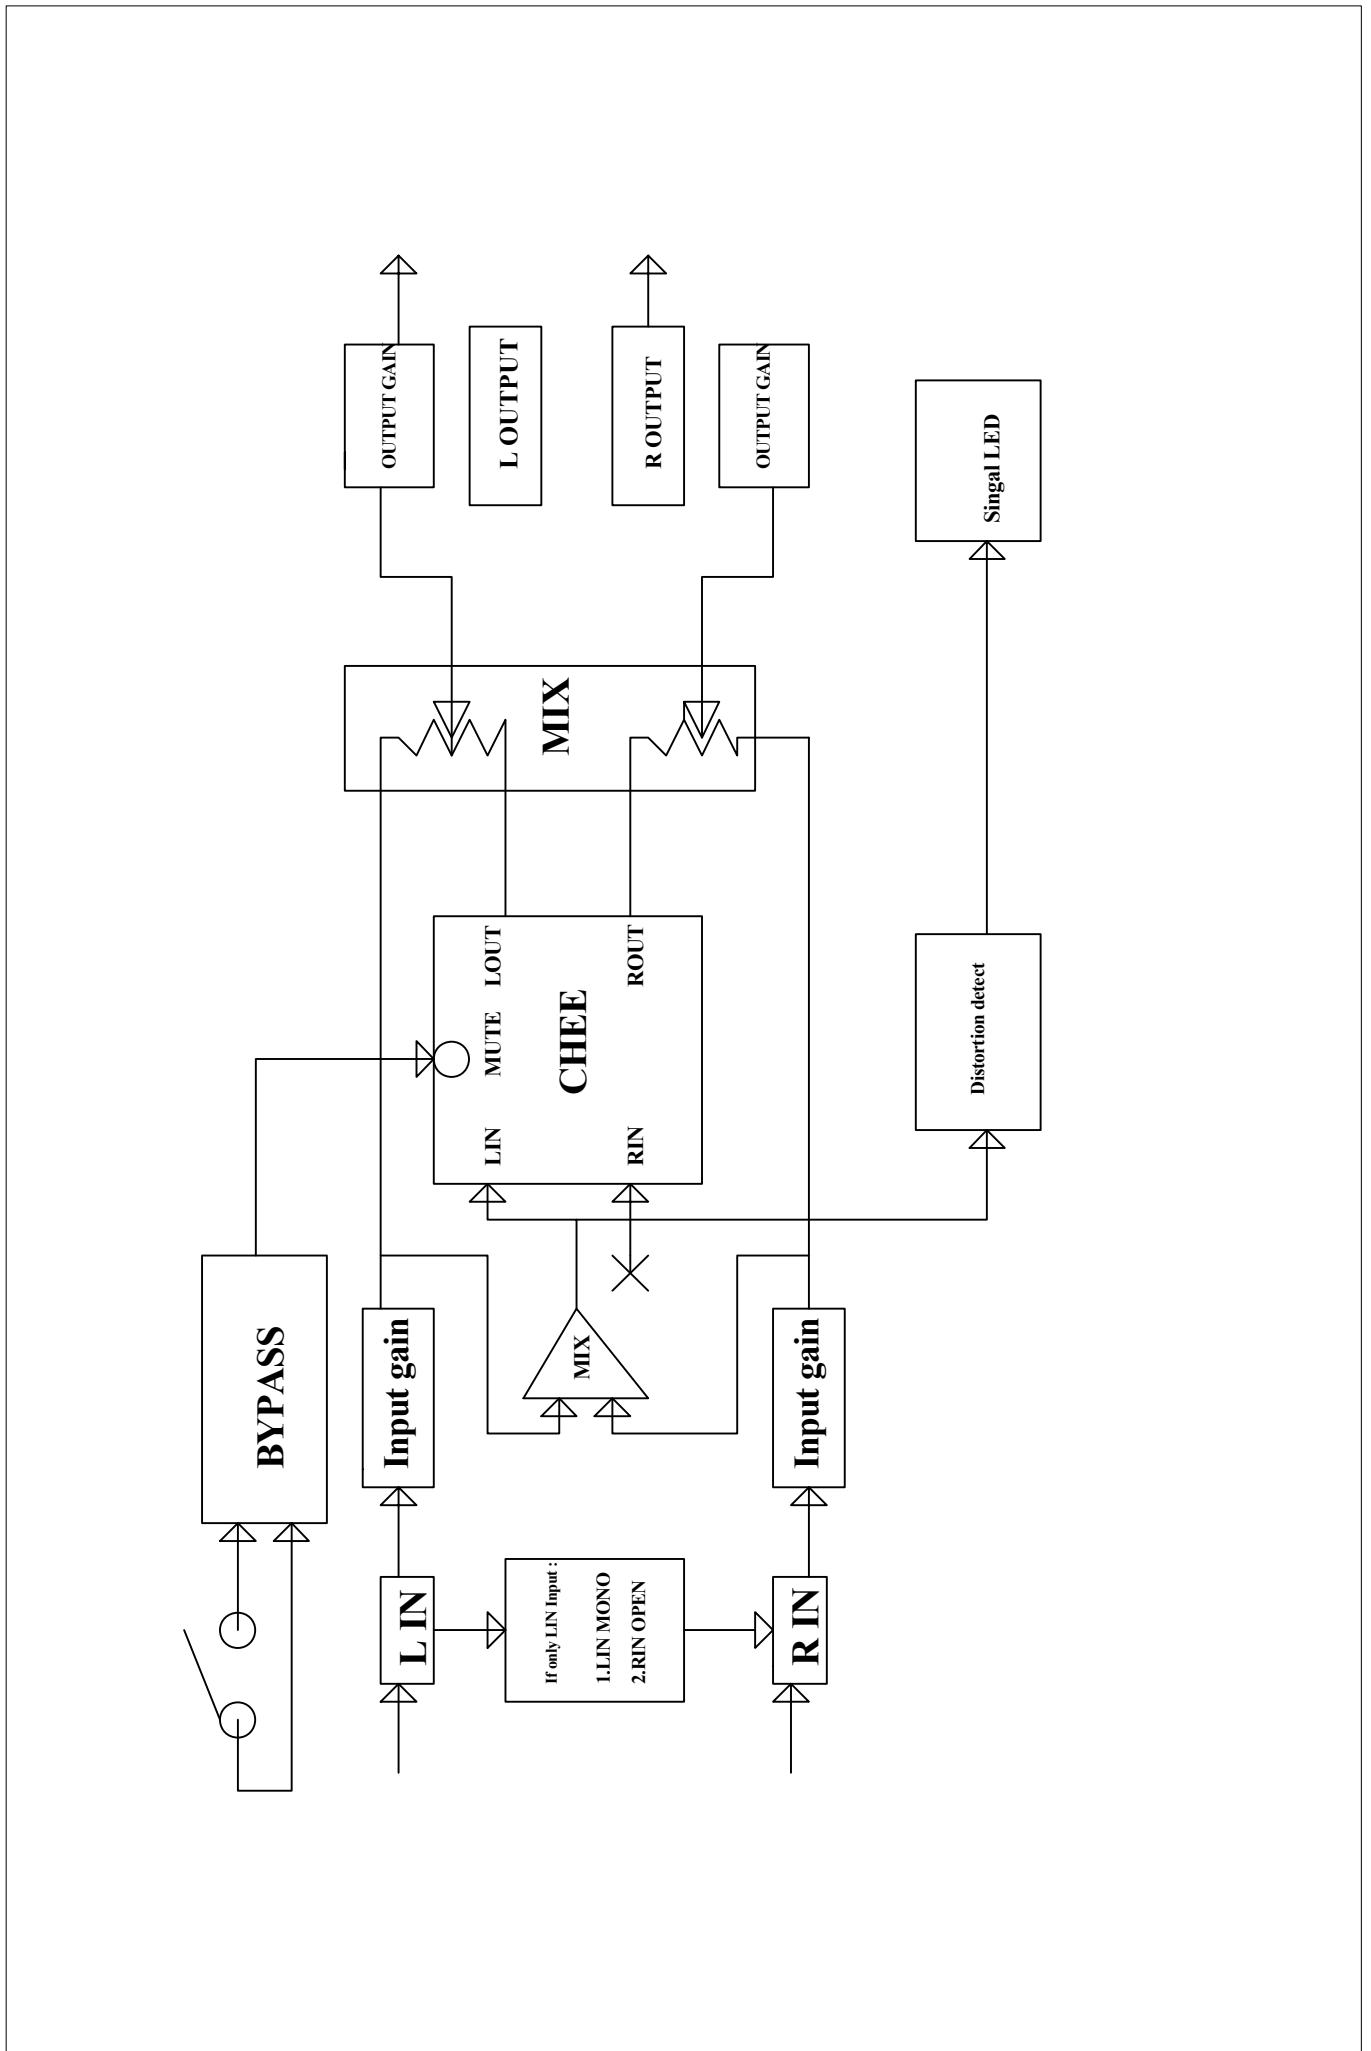 BYPASS
L IN
Input gain
If only LIN Input :
1.LIN MONO
2.RIN OPEN
R IN
Input gain
MIX
LIN
MUTE
LOUT
CHEE
RIN
ROUT
MIX
OUTPUT GAIN
L OUTPUT
R OUTPUT
OUTPUT GAIN
Distortion detect
Singal LED